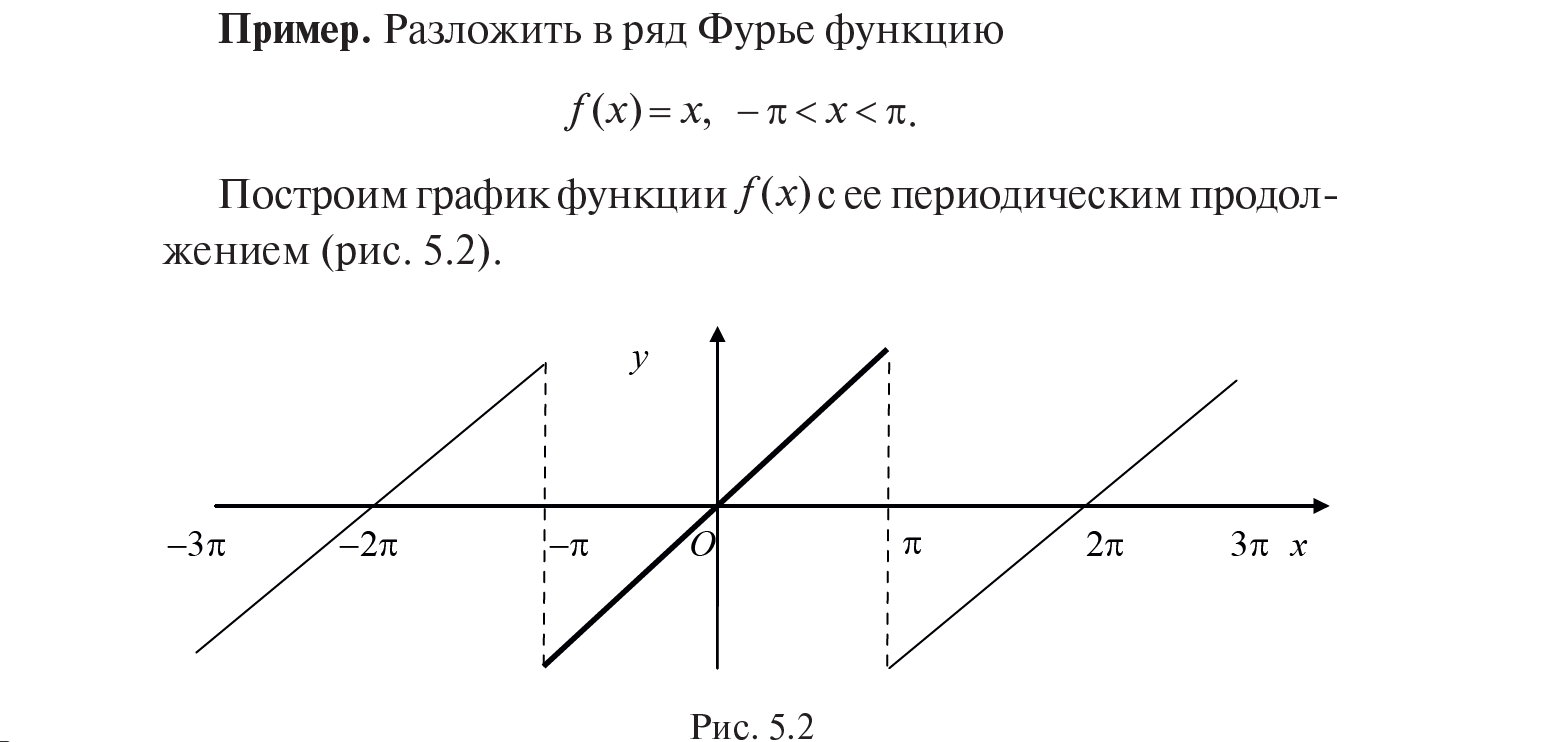 Пример. Разложить в ряд Фурье функцию
f(x) = x, −π < x < π.
Построим график функции f(x) с ее периодическим продол-
жением (рис. 5.2).
y
−3π −2π −π O π 2π 3π x
Рис. 5.2